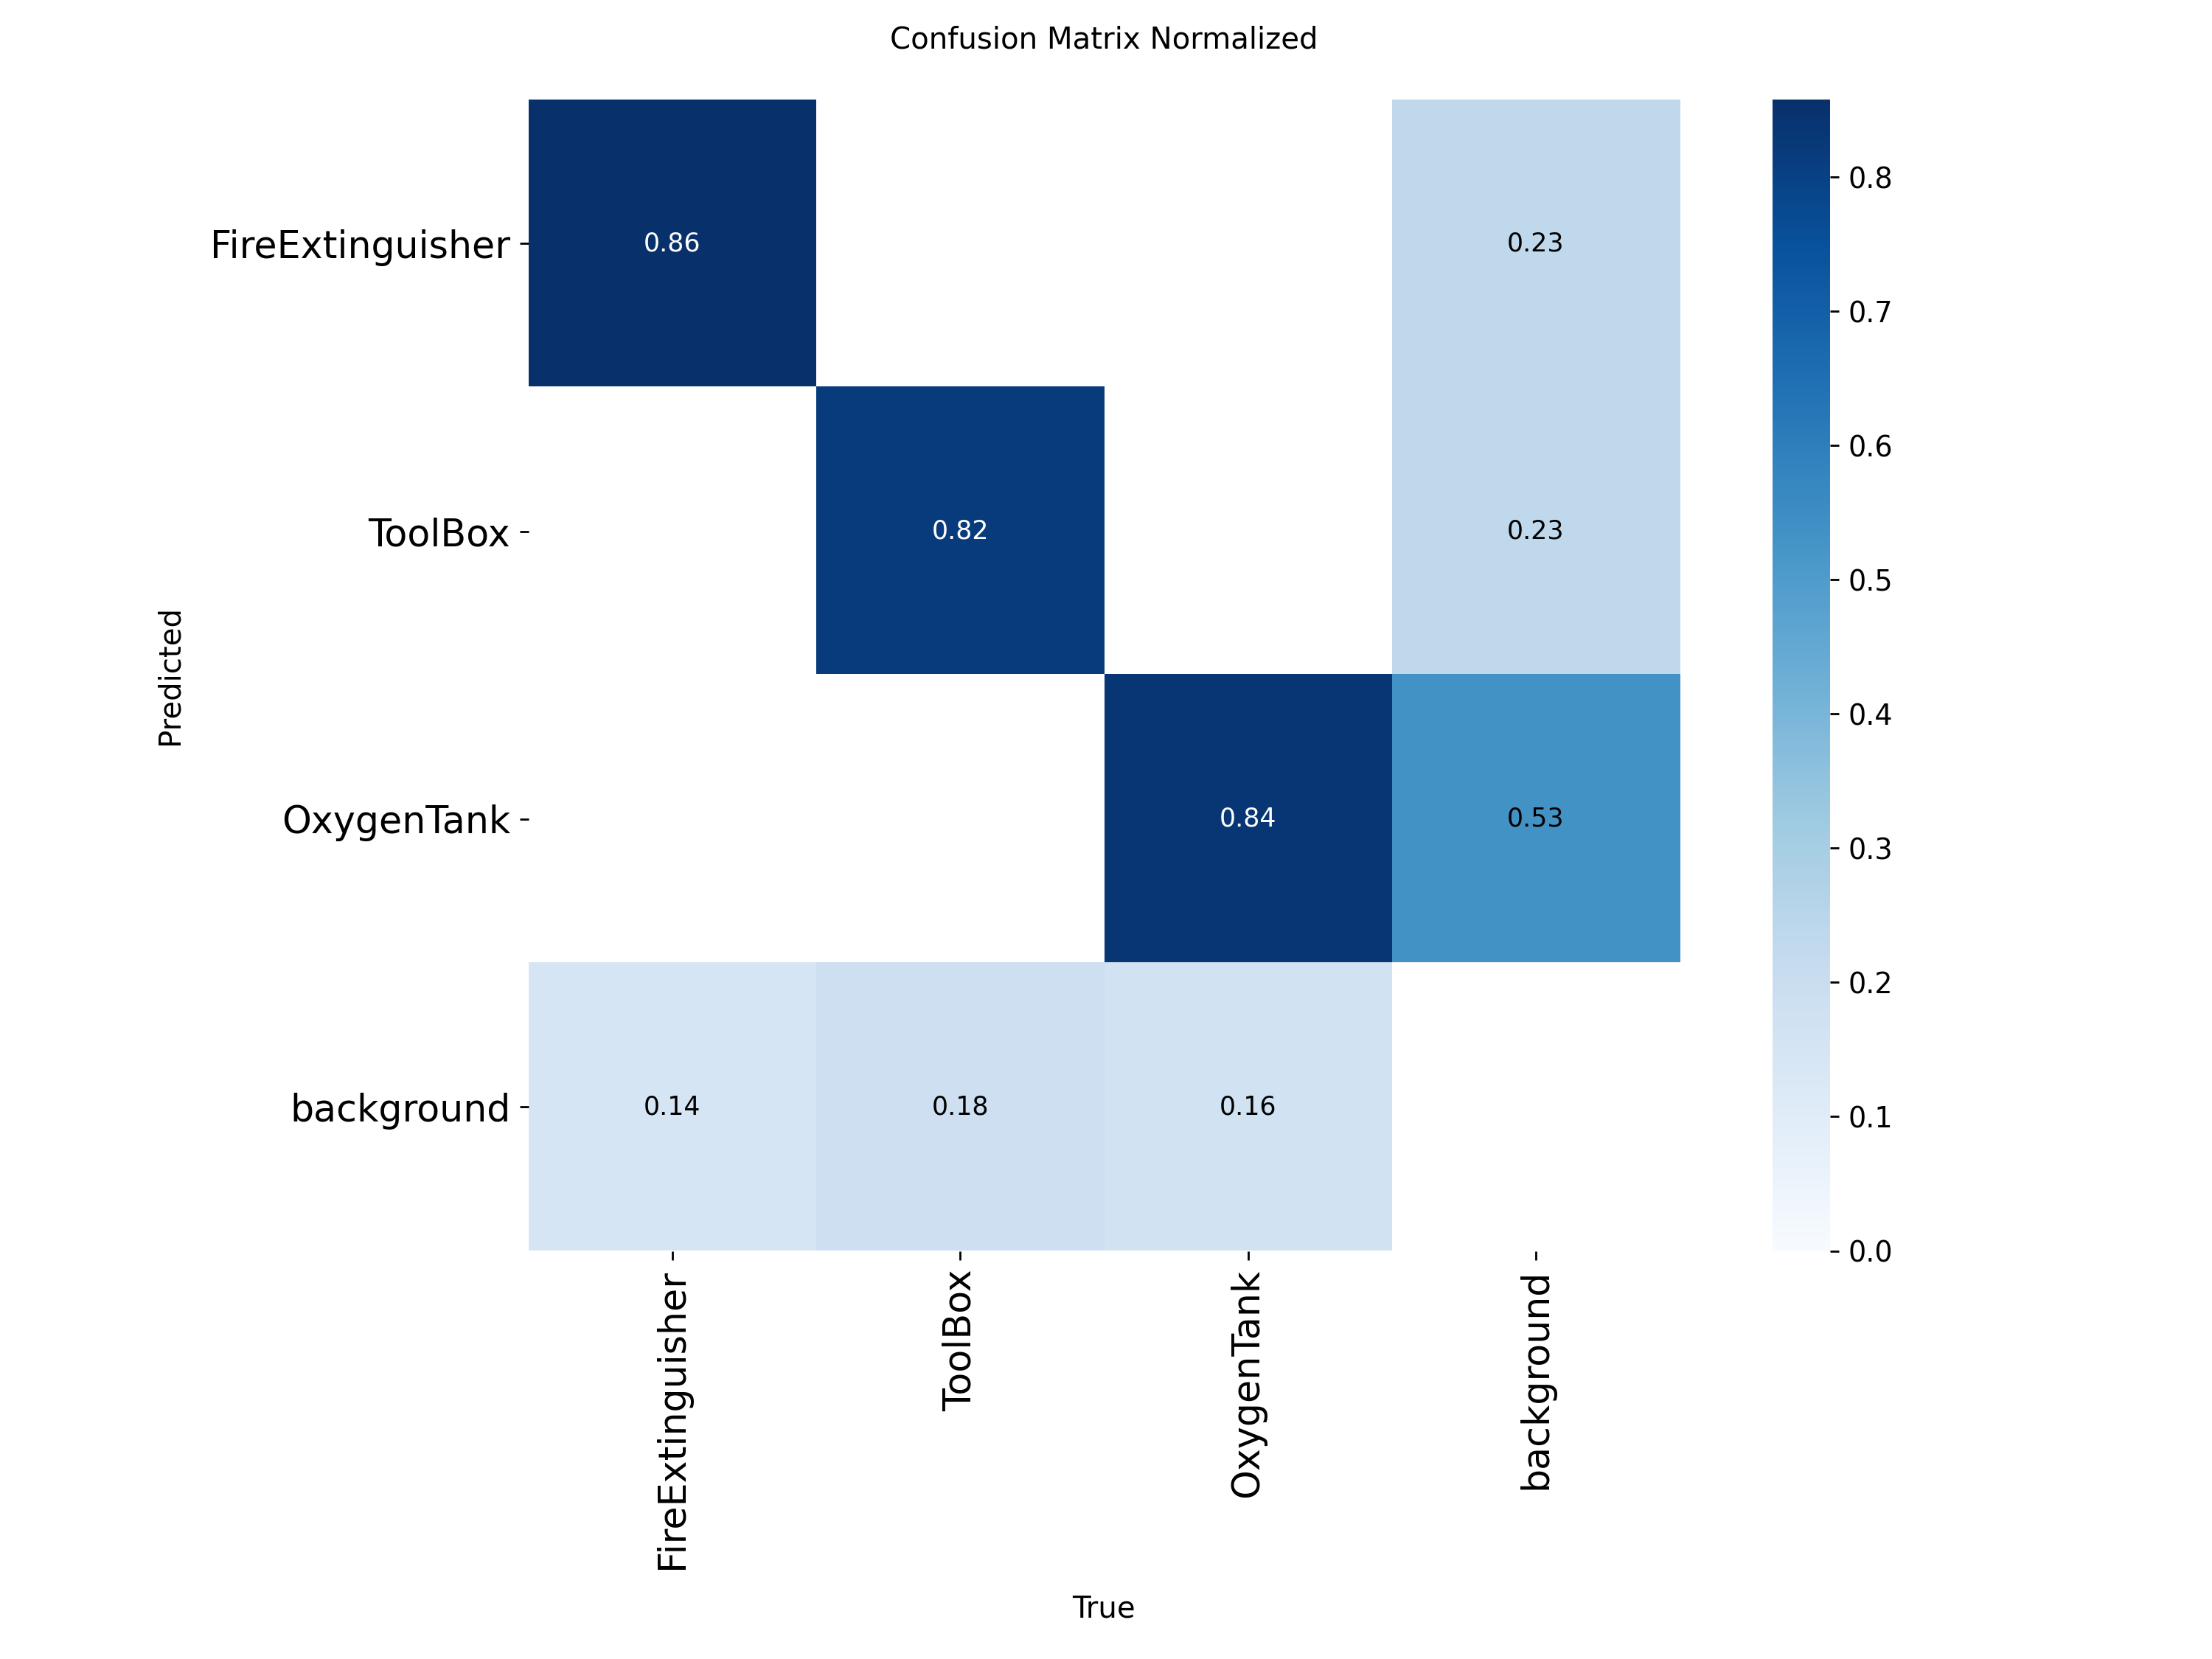 Confusion Matrix Normalized
FireExtinguisher
0.86
0.23
ToolBox
0.82
0.23
OxygenTank
0.84
0.53
background
0.14
0.18
0.16
Predicted
FireExtinguisher
ToolBox
OxygenTank
background
True
0.8
0.7
0.6
0.5
0.4
0.3
0.2
0.1
0.0